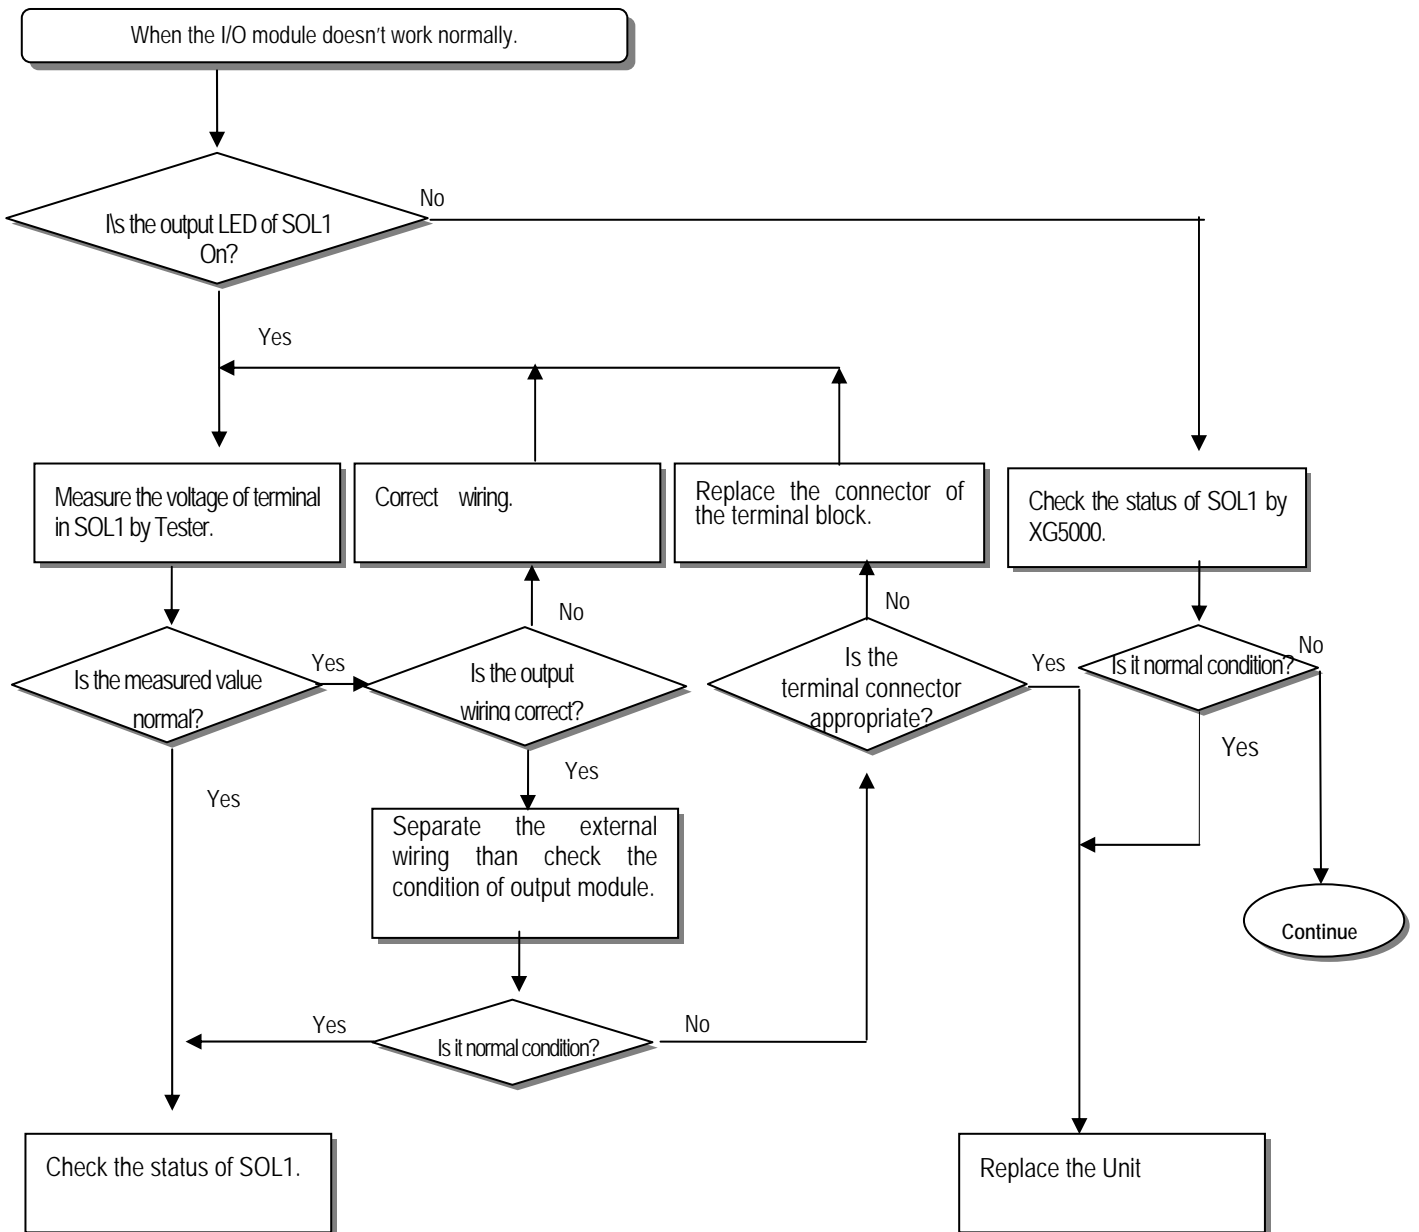 When the I/O module doesn't work normally.
No
I\s the output LED of SOL1
On?
Yes
Measure the voltage of terminal
in SOL1 by Tester.
Correct wiring.
Replace the connector of
the terminal block.
Check the status of SOL1 by
XG5000.
No
No
Is the measured value
normal?
Yes
Is the output
wiring correct?
Is the
terminal connector
appropriate?
Yes
Is it normal condition?
No
Yes
Yes
Yes
Separate the external
wiring than check the
condition of output module.
Continue
Yes
Is it normal condition?
No
Check the status of SOL1.
Replace the Unit